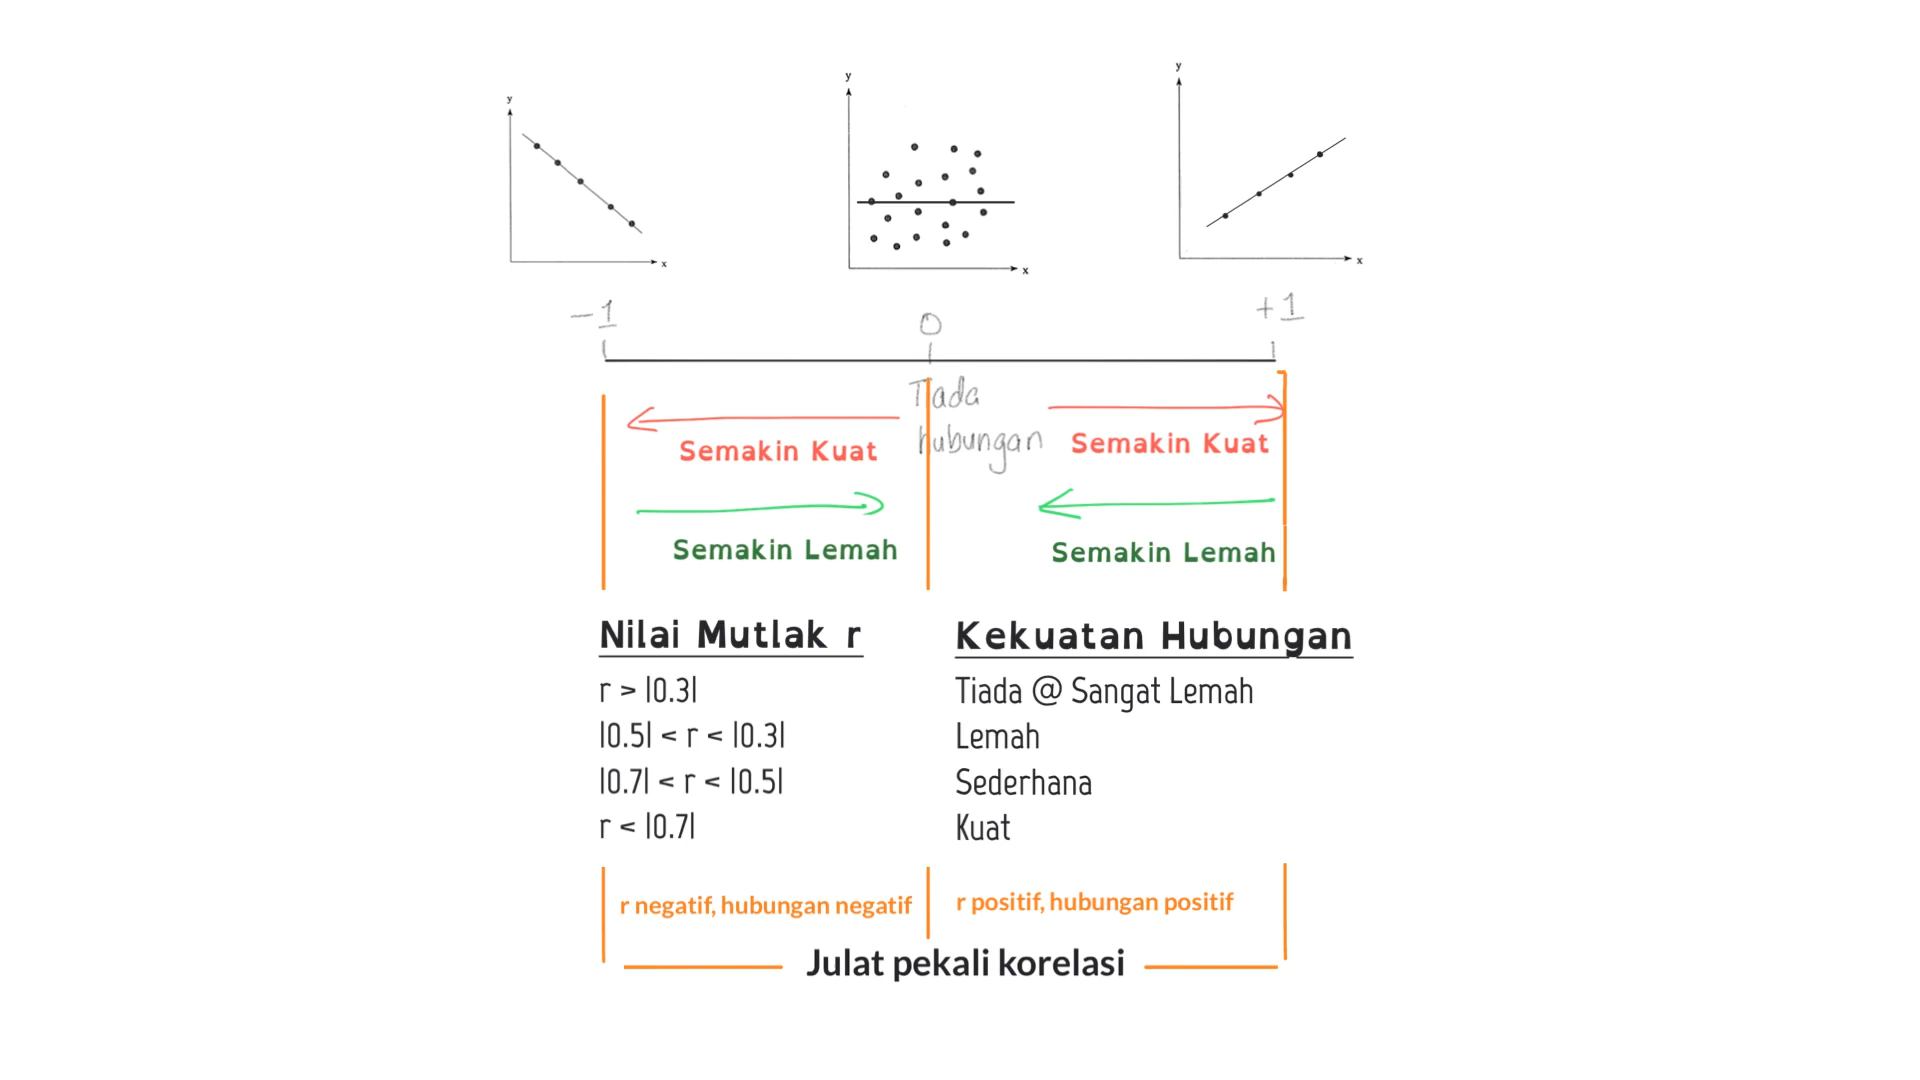 y
x
y
x
y
x
-1
0
+1
Tiada
hubungan
Semakin Kuat
Semakin Kuat
Semakin Lemah
Semakin Lemah
Nilai Mutlak r
Kekuatan Hubungan
r > |0.3|
Tiada @ Sangat Lemah
|0.5| < r < |0.3|
Lemah
|0.7| < r < |0.5|
Sederhana
r < |0.7|
Kuat
r negatif, hubungan negatif
r positif, hubungan positif
Julat pekali korelasi